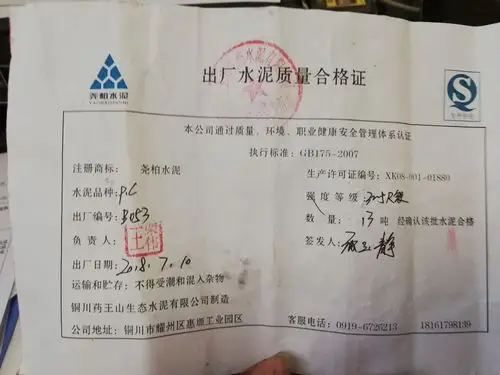 尧柏水泥
出厂水泥质量合格证
本公司通过质量、环境、职业健康安全管理体系认证
执行标准: GB175-2007
注册商标: 尧柏水泥
生产许可证编号: XK08-001-01880
水泥品种: P.C
强度等级: 32.5R级
出厂编号: B053
数量: 13 吨 经确认该批水泥合格
负责人:
签发人: 静
出厂日期: 2018.7.10
运输和贮存: 不得受潮和混入杂物
铜川药王山生态水泥有限公司制造
客服电话: 0919-6726213 18161798139
公司地址: 铜川市耀州区惠塬工业园区